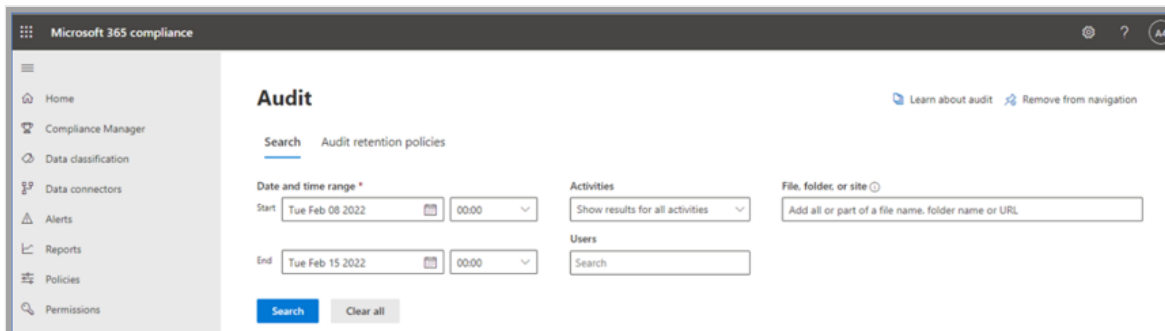 Microsoft 365 compliance
?
Home
Compliance Manager
Data classification
Data connectors
Alerts
Reports
Policies
Permissions
Audit
Learn about audit
Remove from navigation
Search
Audit retention policies
Date and time range *
Start
Tue Feb 08 2022
00:00
End
Tue Feb 15 2022
00:00
Activities
Show results for all activities
Users
Search
File, folder, or site
Add all or part of a file name, folder name or URL
Search
Clear all